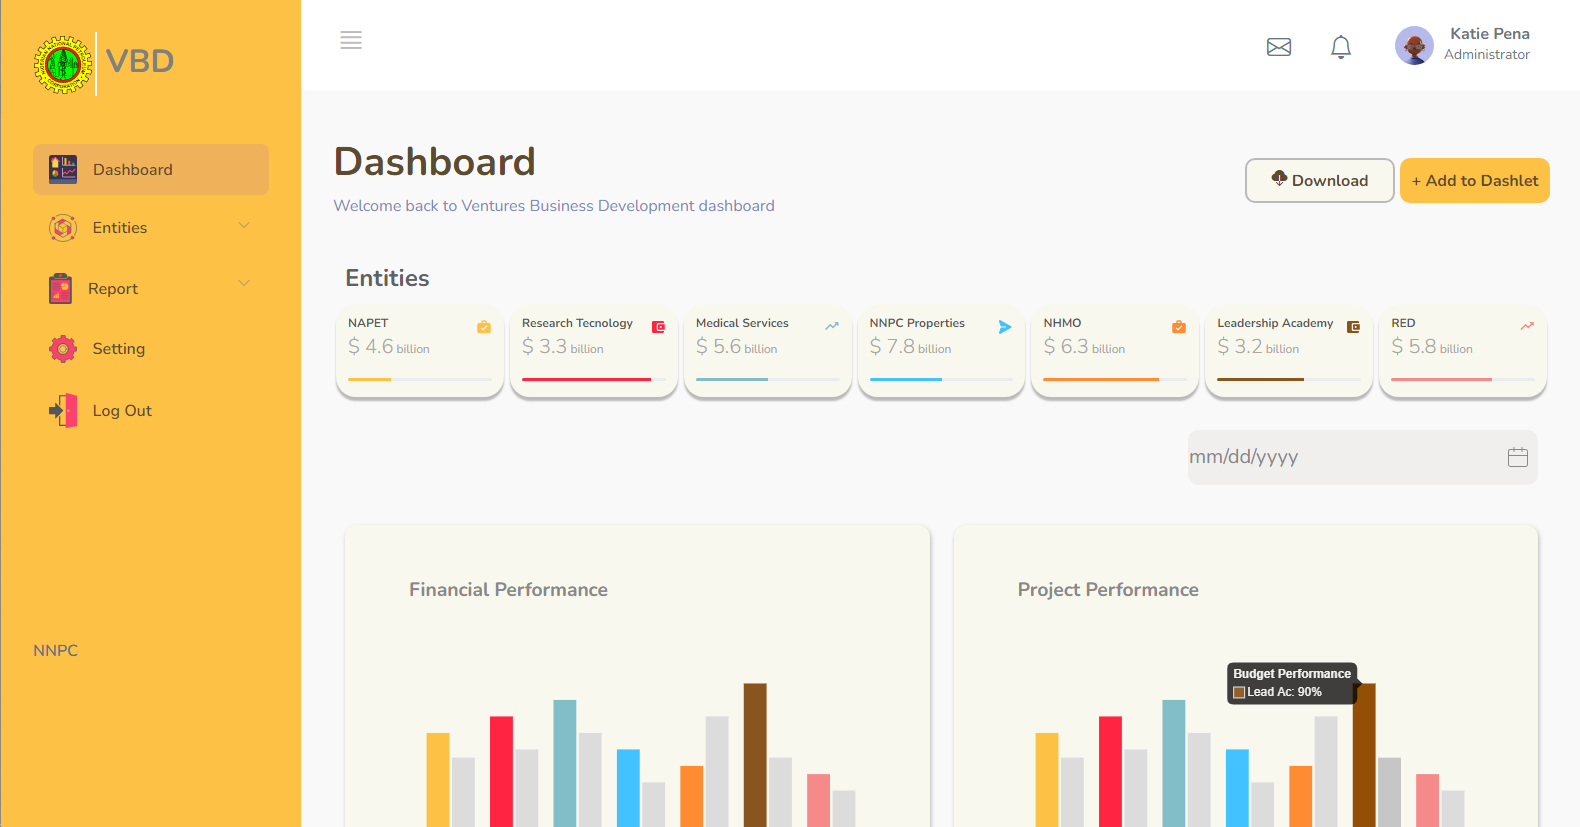 VBD
Katie Pena
Administrator
Dashboard
Entities
Report
Setting
Log Out
NNPC
Dashboard
Welcome back to Ventures Business Development dashboard
Download
+ Add to Dashlet
Entities
NAPET
$ 4.6 billion
Research Tecnology
$ 3.3 billion
Medical Services
$ 5.6 billion
NNPC Properties
$ 7.8 billion
NHMO
$ 6.3 billion
Leadership Academy
$ 3.2 billion
RED
$ 5.8 billion
mm/dd/yyyy
Financial Performance
Project Performance
Budget Performance
Lead Ac: 90%